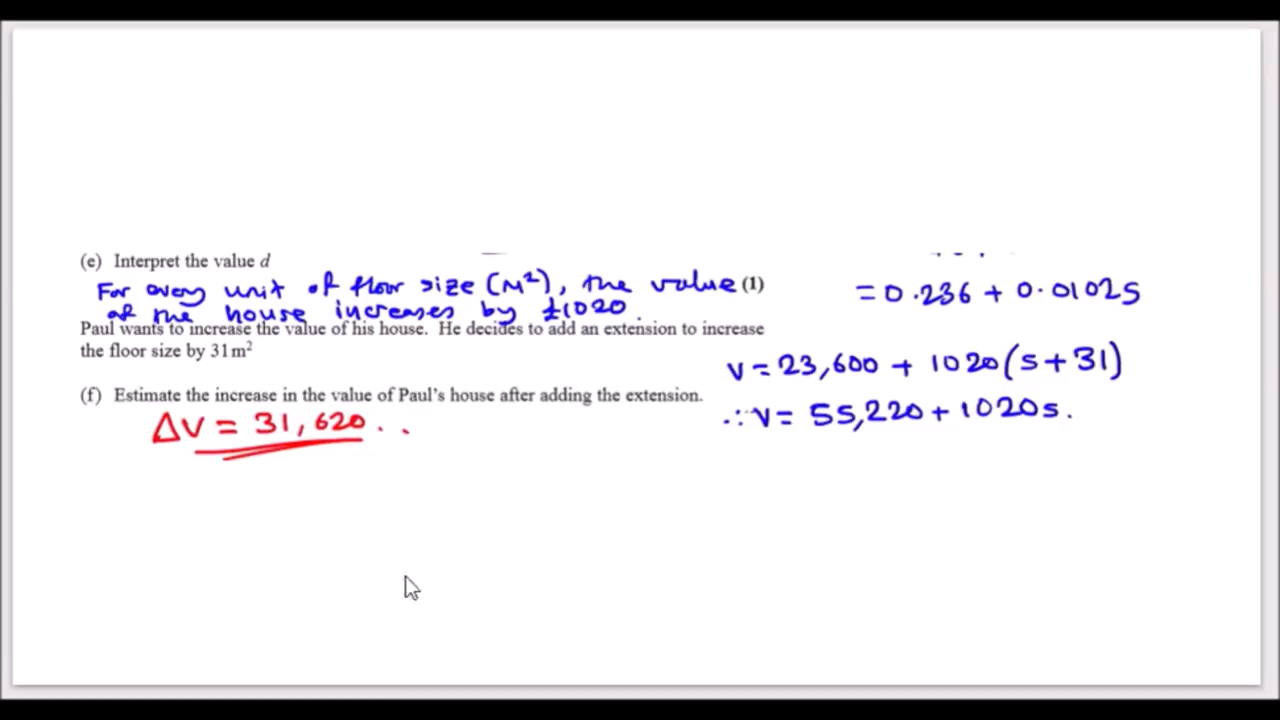 (e) Interpret the value d
For every unit of floor size (m²), the value (1)
of the house increases by £1020.
= 0.236 + 0.0102s
Paul wants to increase the value of his house. He decides to add an extension to increase
the floor size by 31 m²
v = 23,600 + 1020(s + 31)
(f) Estimate the increase in the value of Paul's house after adding the extension.
∴ v = 55,220 + 1020s.
Δv = 31,620 . .